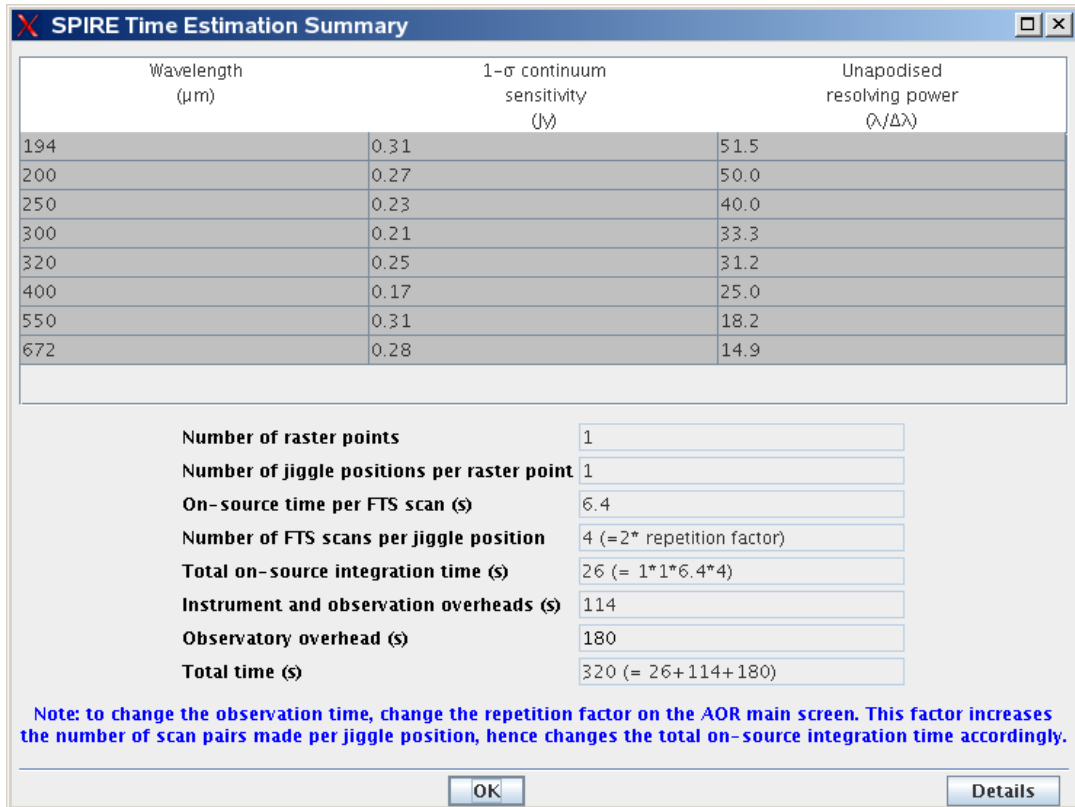 SPIRE Time Estimation Summary
Wavelength 1-σ continuum Unapodised
(μm) sensitivity resolving power
(Jy) (λ/Δλ)
194 0.31 51.5
200 0.27 50.0
250 0.23 40.0
300 0.21 33.3
320 0.25 31.2
400 0.17 25.0
550 0.31 18.2
672 0.28 14.9
Number of raster points 1
Number of jiggle positions per raster point 1
On-source time per FTS scan (s) 6.4
Number of FTS scans per jiggle position 4 (=2* repetition factor)
Total on-source integration time (s) 26 (= 1*1*6.4*4)
Instrument and observation overheads (s) 114
Observatory overhead (s) 180
Total time (s) 320 (= 26+114+180)
Note: to change the observation time, change the repetition factor on the AOR main screen. This factor increases
the number of scan pairs made per jiggle position, hence changes the total on-source integration time accordingly.
OK Details